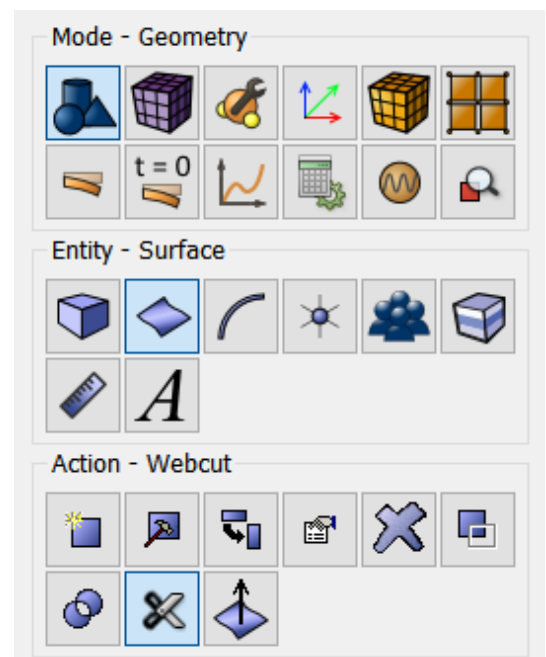 Mode - Geometry
t = 0
Entity - Surface
A
Action - Webcut